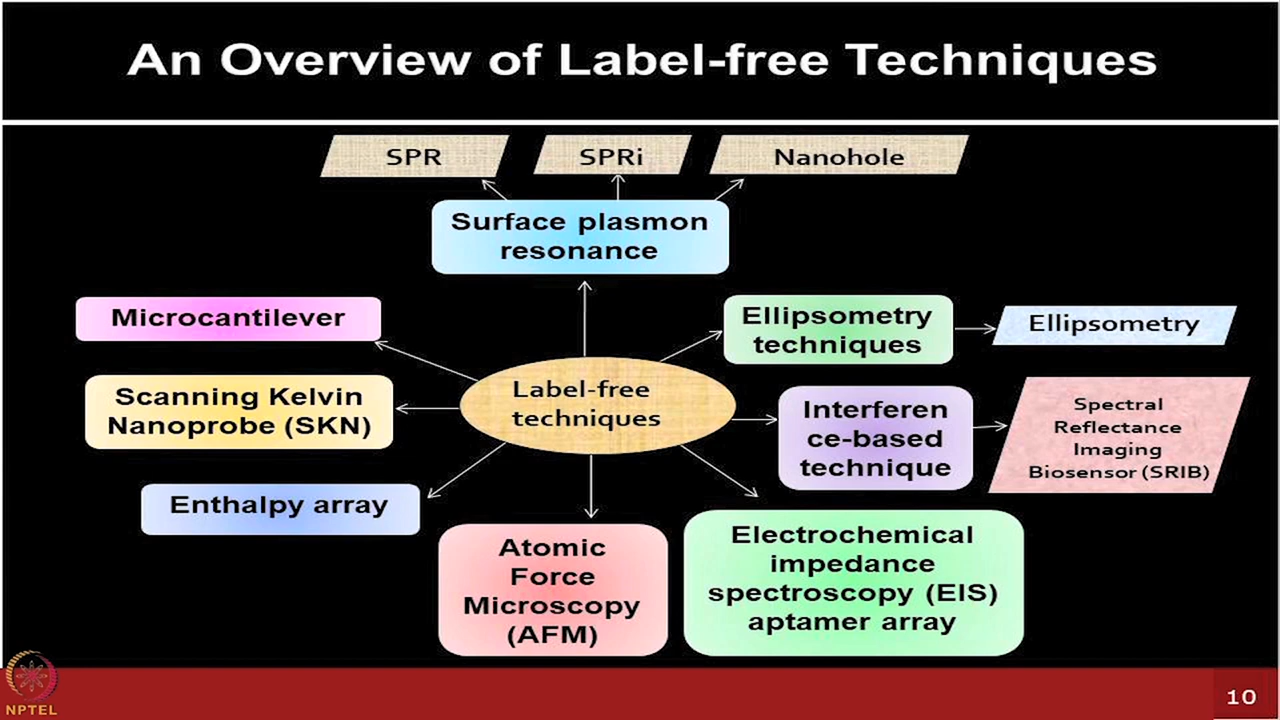 An Overview of Label-free Techniques
SPR
SPRi
Nanohole
Surface plasmon
resonance
Microcantilever
Ellipsometry
techniques
Ellipsometry
Scanning Kelvin
Nanoprobe (SKN)
Label-free
techniques
Interferen
ce-based
technique
Spectral
Reflectance
Imaging
Biosensor (SRIB)
Enthalpy array
Atomic
Force
Microscopy
(AFM)
Electrochemical
impedance
spectroscopy (EIS)
aptamer array
NPTEL
10